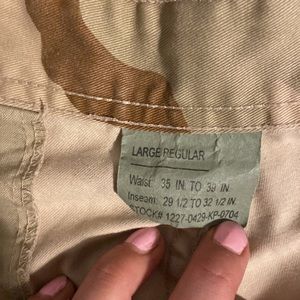 LARGE REGULAR
Waist: 35 IN. TO 39 IN.
Inseam: 29 1/2 TO 32 1/2 IN.
STOCK# 1227-0429-KP-0704